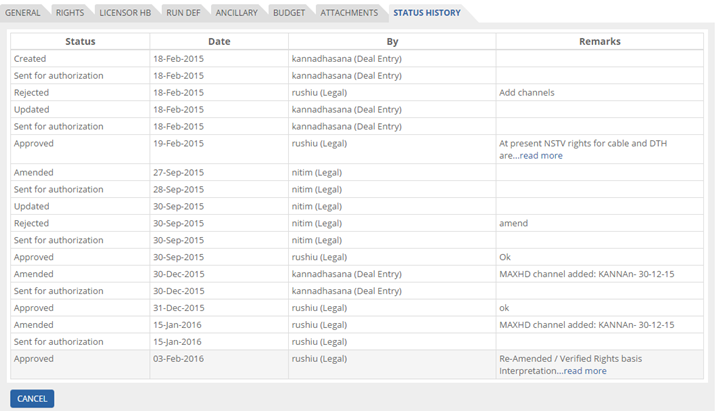 GENERAL RIGHTS LICENSOR HB RUN DEF ANCILLARY BUDGET ATTACHMENTS STATUS HISTORY
Status Date By Remarks
Created 18-Feb-2015 kannadhasana (Deal Entry)
Sent for authorization 18-Feb-2015 kannadhasana (Deal Entry)
Rejected 18-Feb-2015 rushiu (Legal) Add channels
Updated 18-Feb-2015 kannadhasana (Deal Entry)
Sent for authorization 18-Feb-2015 kannadhasana (Deal Entry)
Approved 19-Feb-2015 rushiu (Legal) At present NSTV rights for cable and DTH
are...read more
Amended 27-Sep-2015 nitim (Legal)
Sent for authorization 28-Sep-2015 nitim (Legal)
Updated 30-Sep-2015 nitim (Legal)
Rejected 30-Sep-2015 nitim (Legal) amend
Sent for authorization 30-Sep-2015 nitim (Legal)
Approved 30-Sep-2015 rushiu (Legal) Ok
Amended 30-Dec-2015 kannadhasana (Deal Entry) MAXHD channel added: KANNAn- 30-12-15
Sent for authorization 30-Dec-2015 kannadhasana (Deal Entry)
Approved 31-Dec-2015 rushiu (Legal) ok
Amended 15-Jan-2016 rushiu (Legal) MAXHD channel added: KANNAn- 30-12-15
Sent for authorization 15-Jan-2016 rushiu (Legal)
Approved 03-Feb-2016 rushiu (Legal) Re-Amended / Verified Rights basis
Interpretation...read more
CANCEL